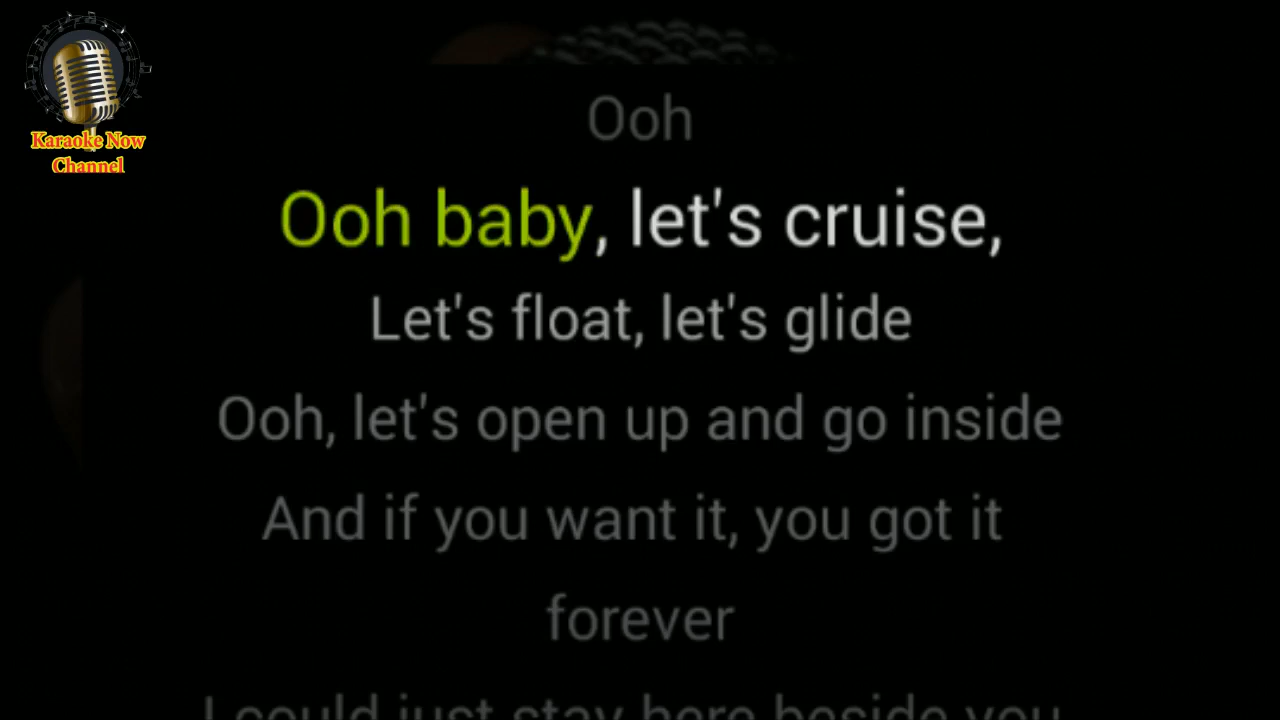 Karaoke Now
Channel
Ooh
Ooh baby, let's cruise,
Let's float, let's glide
Ooh, let's open up and go inside
And if you want it, you got it
forever
I could just stay here beside you